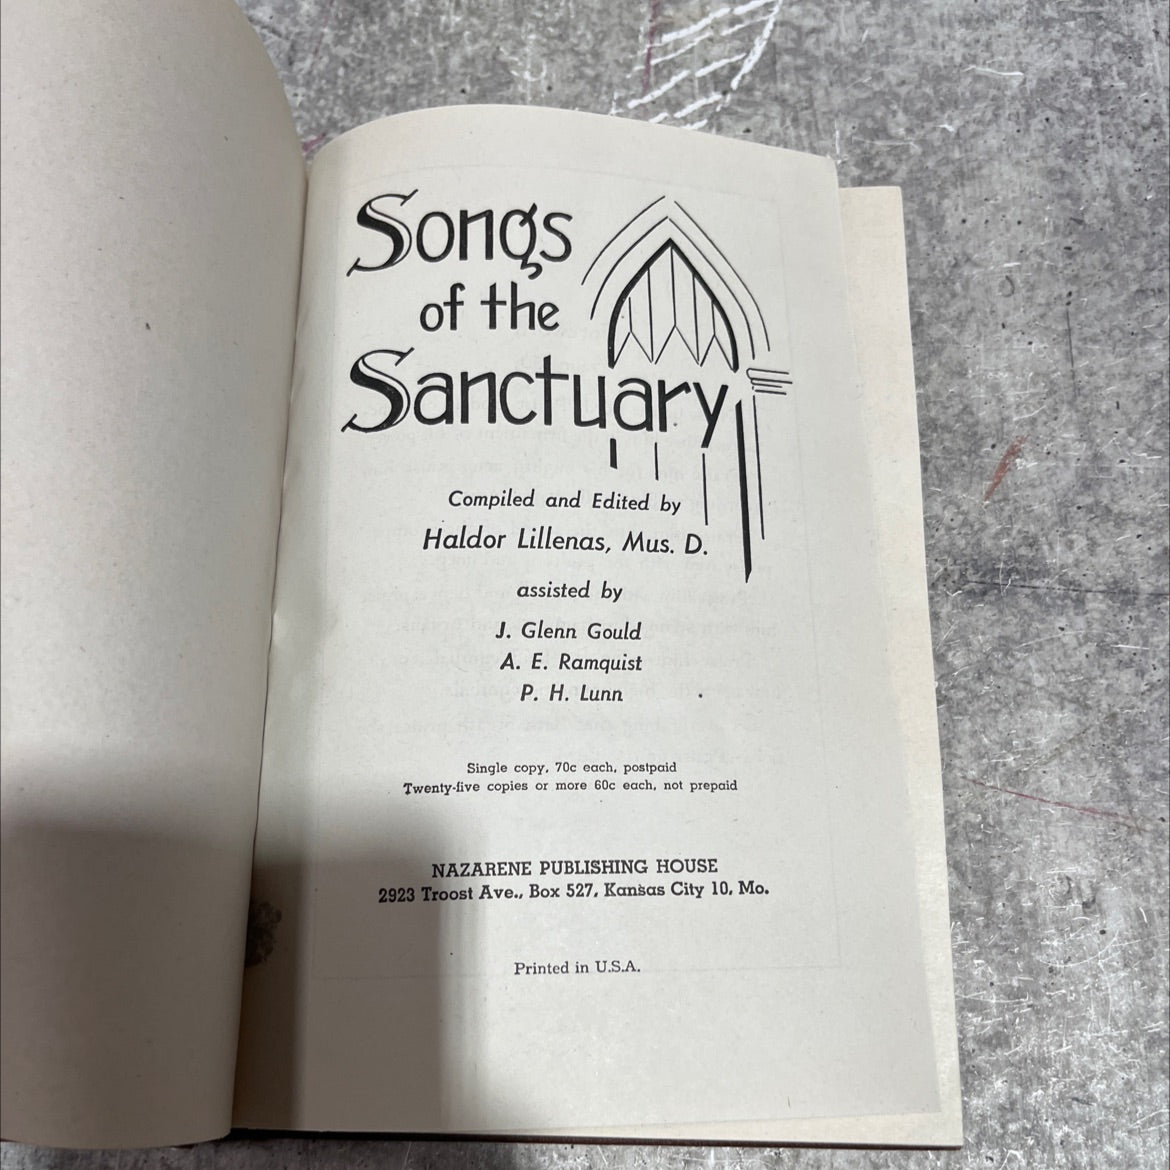 Songs
of the
Sanctuary
Compiled and Edited by
Haldor Lillenas, Mus. D.
assisted by
J. Glenn Gould
A. E. Ramquist
P. H. Lunn
Single copy, 70c each, postpaid
Twenty-five copies or more 60c each, not prepaid
NAZARENE PUBLISHING HOUSE
2923 Troost Ave., Box 527, Kansas City 10, Mo.
Printed in U.S.A.